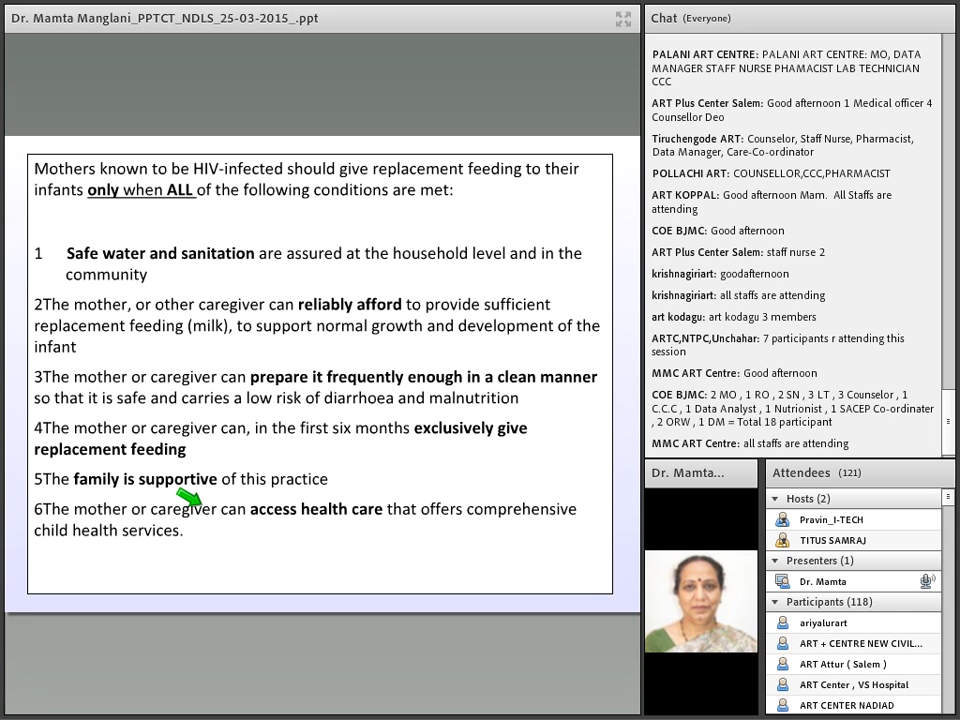 Dr. Mamta Manglani_PPTCT_NDLS_25-03-2015_.ppt
Mothers known to be HIV-infected should give replacement feeding to their
infants only when ALL of the following conditions are met:
1 Safe water and sanitation are assured at the household level and in the
community
2The mother, or other caregiver can reliably afford to provide sufficient
replacement feeding (milk), to support normal growth and development of the
infant
3The mother or caregiver can prepare it frequently enough in a clean manner
so that it is safe and carries a low risk of diarrhoea and malnutrition
4The mother or caregiver can, in the first six months exclusively give
replacement feeding
5The family is supportive of this practice
6The mother or caregiver can access health care that offers comprehensive
child health services.
Chat (Everyone)
PALANI ART CENTRE: PALANI ART CENTRE: MO, DATA
MANAGER STAFF NURSE PHAMACIST LAB TECHNICIAN
CCC
ART Plus Center Salem: Good afternoon 1 Medical officer 4
Counsellor Deo
Tiruchengode ART: Counselor, Staff Nurse, Pharmacist,
Data Manager, Care-Co-ordinator
POLLACHI ART: COUNSELLOR,CCC,PHARMACIST
ART KOPPAL: Good afternoon Mam. All Staffs are
attending
COE BJMC: Good afternoon
ART Plus Center Salem: staff nurse 2
krishnagiriart: goodafternoon
krishnagiriart: all staffs are attending
art kodagu: art kodagu 3 members
ARTC,NTPC,Unchahar: 7 participants r attending this
session
MMC ART Centre: Good afternoon
COE BJMC: 2 MO , 1 RO , 2 SN , 3 LT , 3 Counselor , 1
C.C.C , 1 Data Analyst , 1 Nutrionist , 1 SACEP Co-ordinater
, 2 ORW , 1 DM = Total 18 participant
MMC ART Centre: all staffs are attending
Dr. Mamta...
Attendees (121)
Hosts (2)
Pravin_I-TECH
TITUS SAMRAJ
Presenters (1)
Dr. Mamta
Participants (118)
ariyalurart
ART + CENTRE NEW CIVIL...
ART Attur ( Salem )
ART Center , VS Hospital
ART CENTER NADIAD